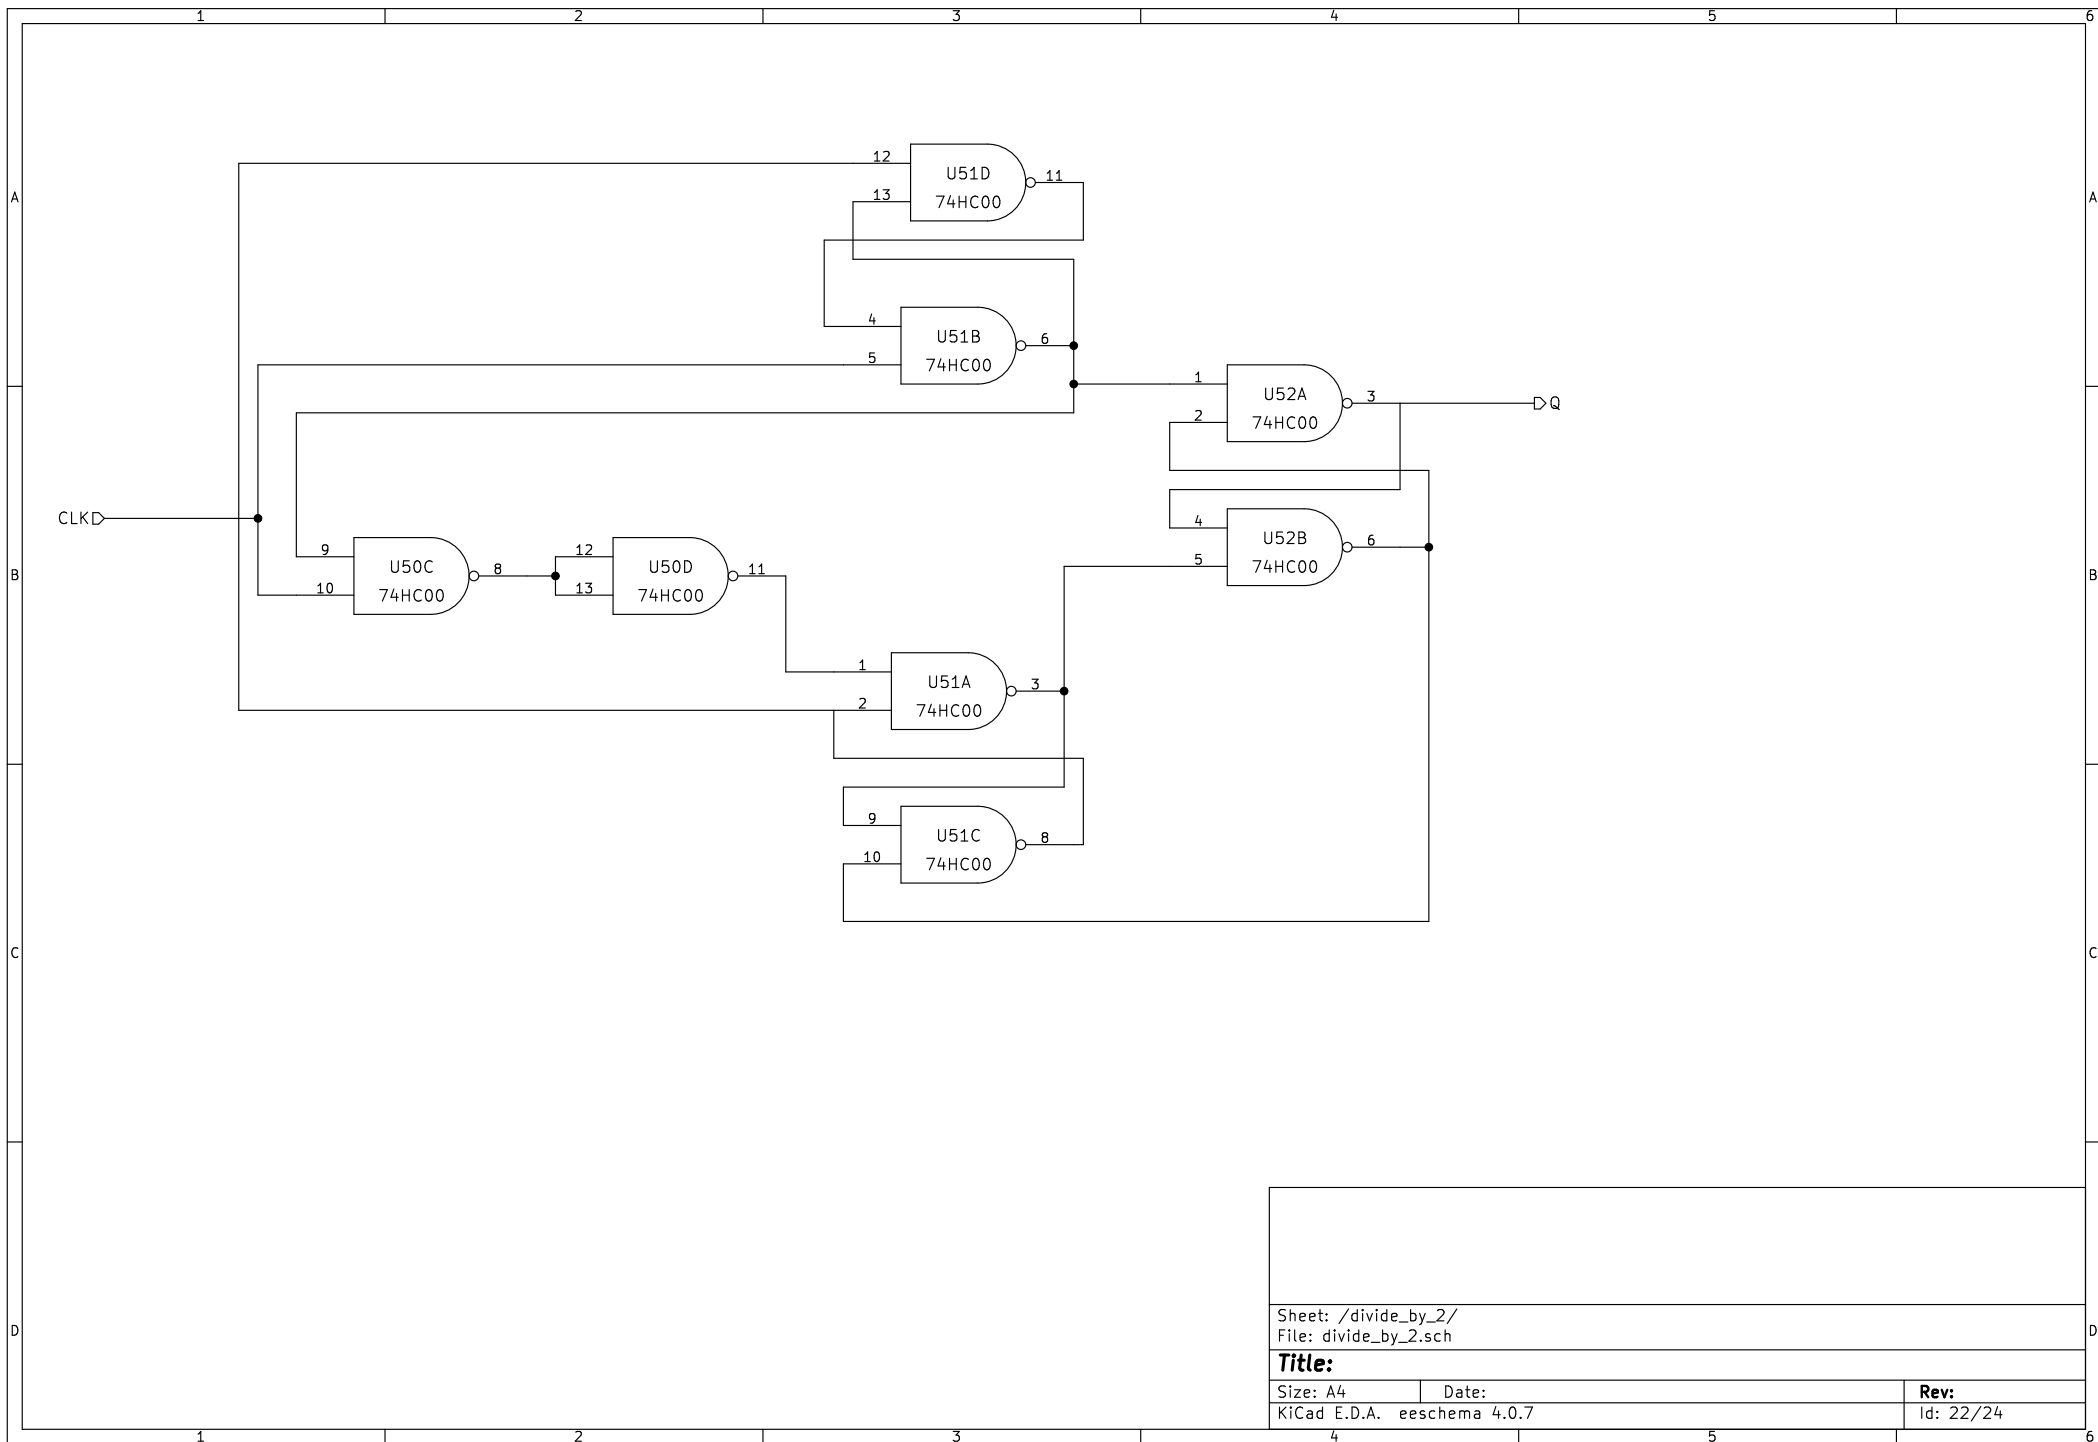 1 2 3 4 5 6
12
U51D
11
A
13
74HC00
A
4
U51B
6
5
74HC00
1
U52A
3
Q
2
74HC00
CLK
4
U52B
6
9
12
5
74HC00
U50C
8
U50D
11
B
10
74HC00
13
74HC00
B
1
U51A
3
2
74HC00
9
U51C
8
10
74HC00
C
C
Sheet: /divide_by_2/
D
File: divide_by_2.sch
D
Title:
Size: A4 Date: Rev:
KiCad E.D.A. eeschema 4.0.7 Id: 22/24
1 2 3 4 5 6